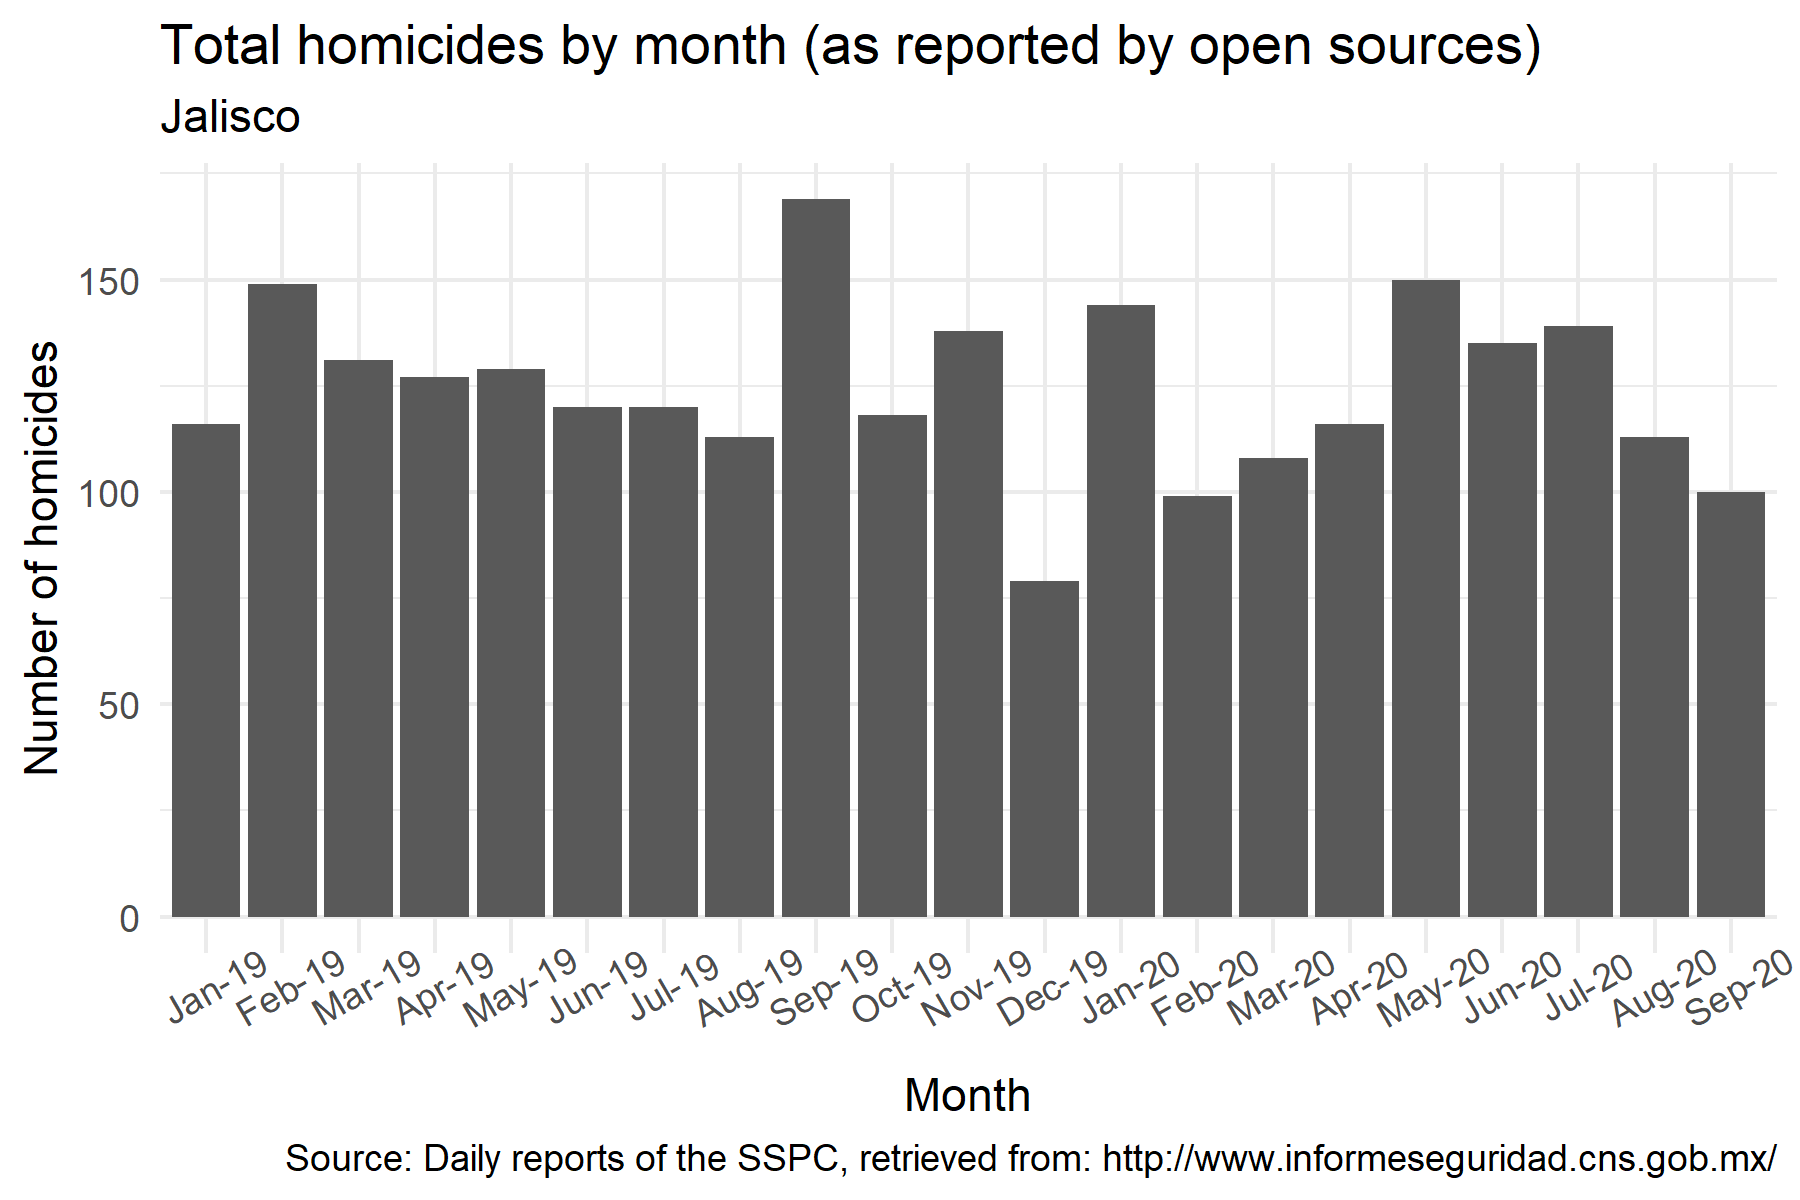 Total homicides by month (as reported by open sources)
Jalisco
Number of homicides
150
100
50
0
Jan-19
Feb-19
Mar-19
Apr-19
May-19
Jun-19
Jul-19
Aug-19
Sep-19
Oct-19
Nov-19
Dec-19
Jan-20
Feb-20
Mar-20
Apr-20
May-20
Jun-20
Jul-20
Aug-20
Sep-20
Month
Source: Daily reports of the SSPC, retrieved from: http://www.informeseguridad.cns.gob.mx/